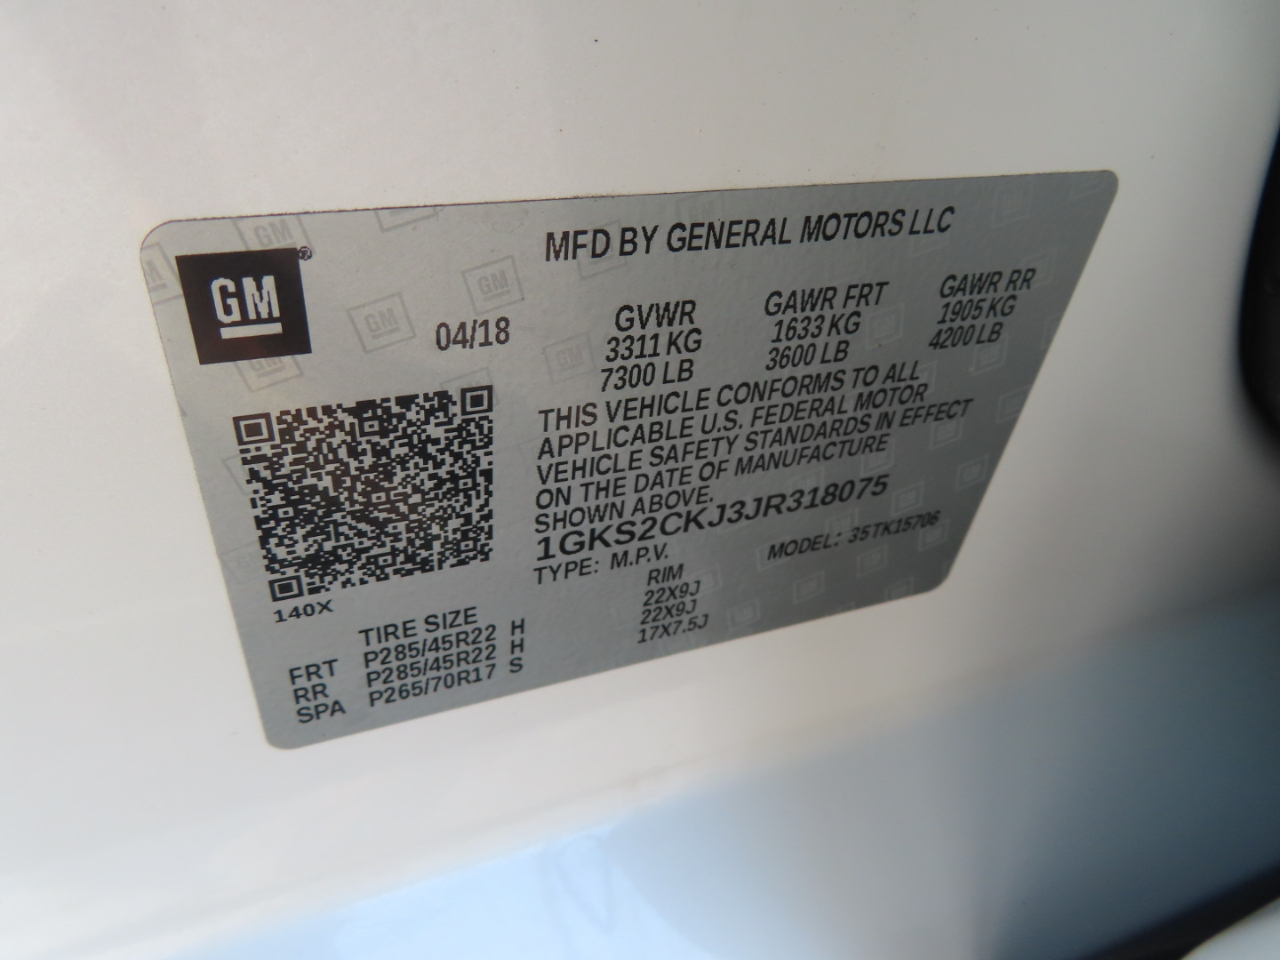 GM
®
MFD BY GENERAL MOTORS LLC
04/18
GVWR GAWR FRT GAWR RR
3311 KG 1633 KG 1905 KG
7300 LB 3600 LB 4200 LB
THIS VEHICLE CONFORMS TO ALL
APPLICABLE U.S. FEDERAL MOTOR
VEHICLE SAFETY STANDARDS IN EFFECT
ON THE DATE OF MANUFACTURE
SHOWN ABOVE.
1GKS2CKJ3JR318075
TYPE: M.P.V. MODEL: 35TK15706
140X
TIRE SIZE RIM
FRT P285/45R22 H 22X9J
RR P285/45R22 H 22X9J
SPA P265/70R17 S 17X7.5J